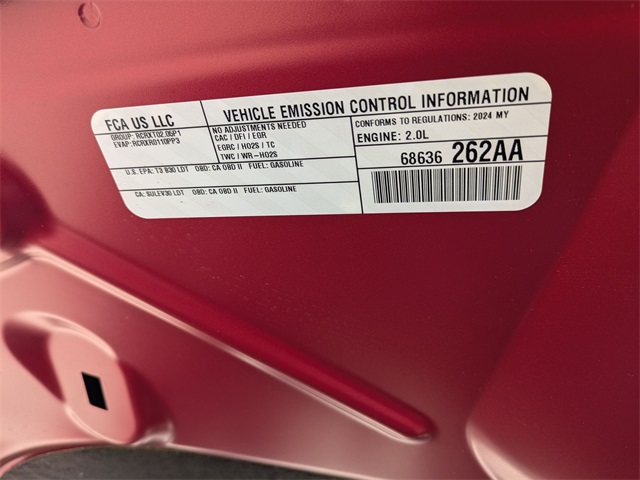 FCA US LLC
GROUP: RCRXT02.05P1
EVAP: RCRXR0110PP3
VEHICLE EMISSION CONTROL INFORMATION
NO ADJUSTMENTS NEEDED
CAC / DFI / EGR
EGRC / HO2S / TC
TWC / WR-HO2S
CONFORMS TO REGULATIONS: 2024 MY
ENGINE: 2.0L
68636 262AA
U.S. EPA: T3 B30 LDT OBD: CA OBD II FUEL: GASOLINE
CA: SULEV30 LDT OBD: CA OBD II FUEL: GASOLINE